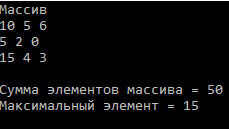 Массив
10 5 6
5 2 0
15 4 3
Сумма элементов массива = 50
Максимальный элемент = 15